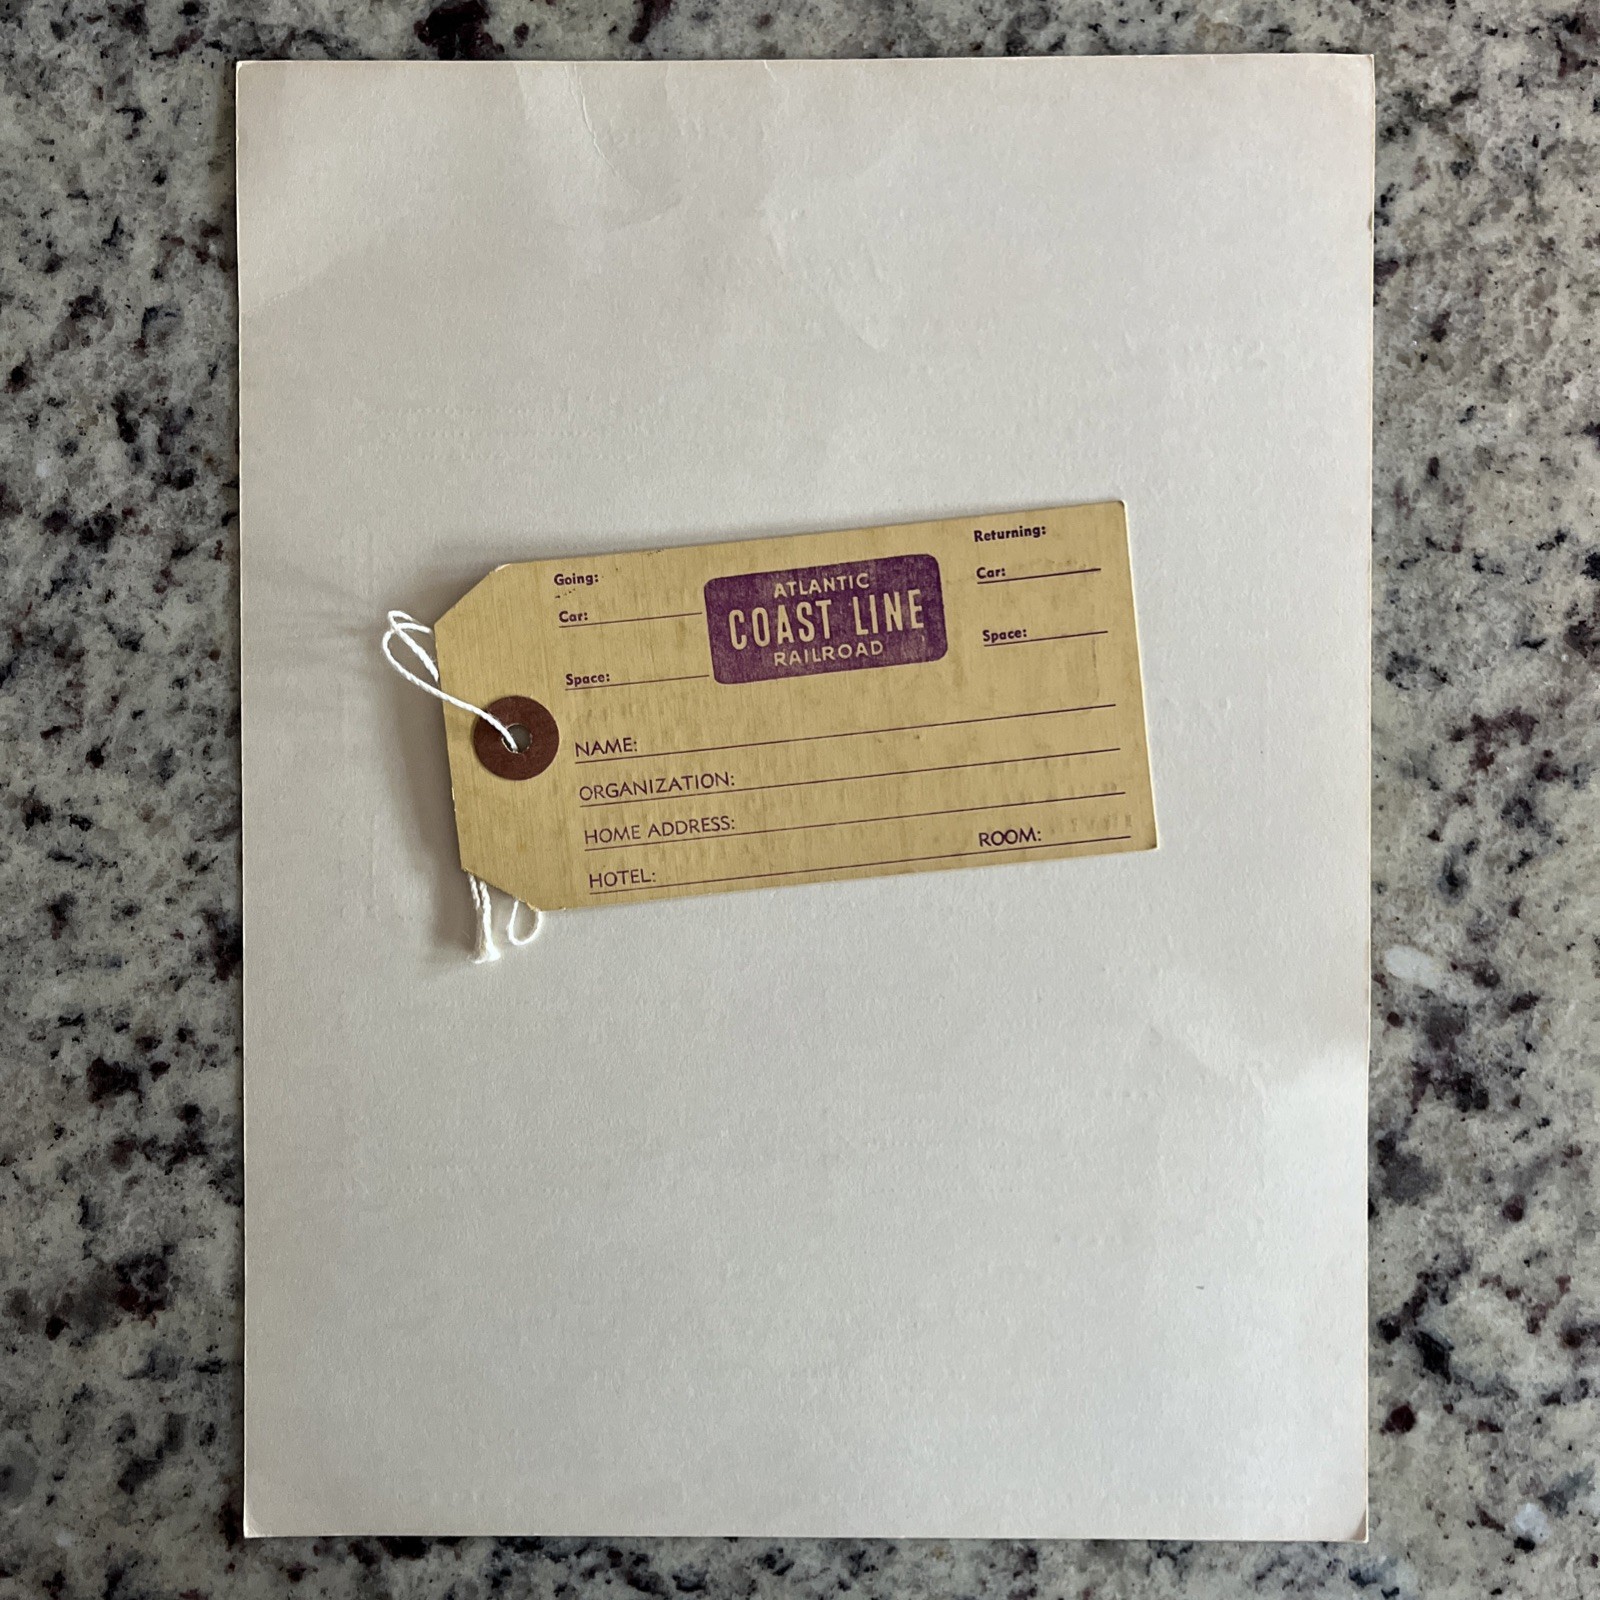 Going:
Car:
Space:
ATLANTIC
COAST LINE
RAILROAD
Returning:
Car:
Space:
NAME:
ORGANIZATION:
HOME ADDRESS:
HOTEL: ROOM: